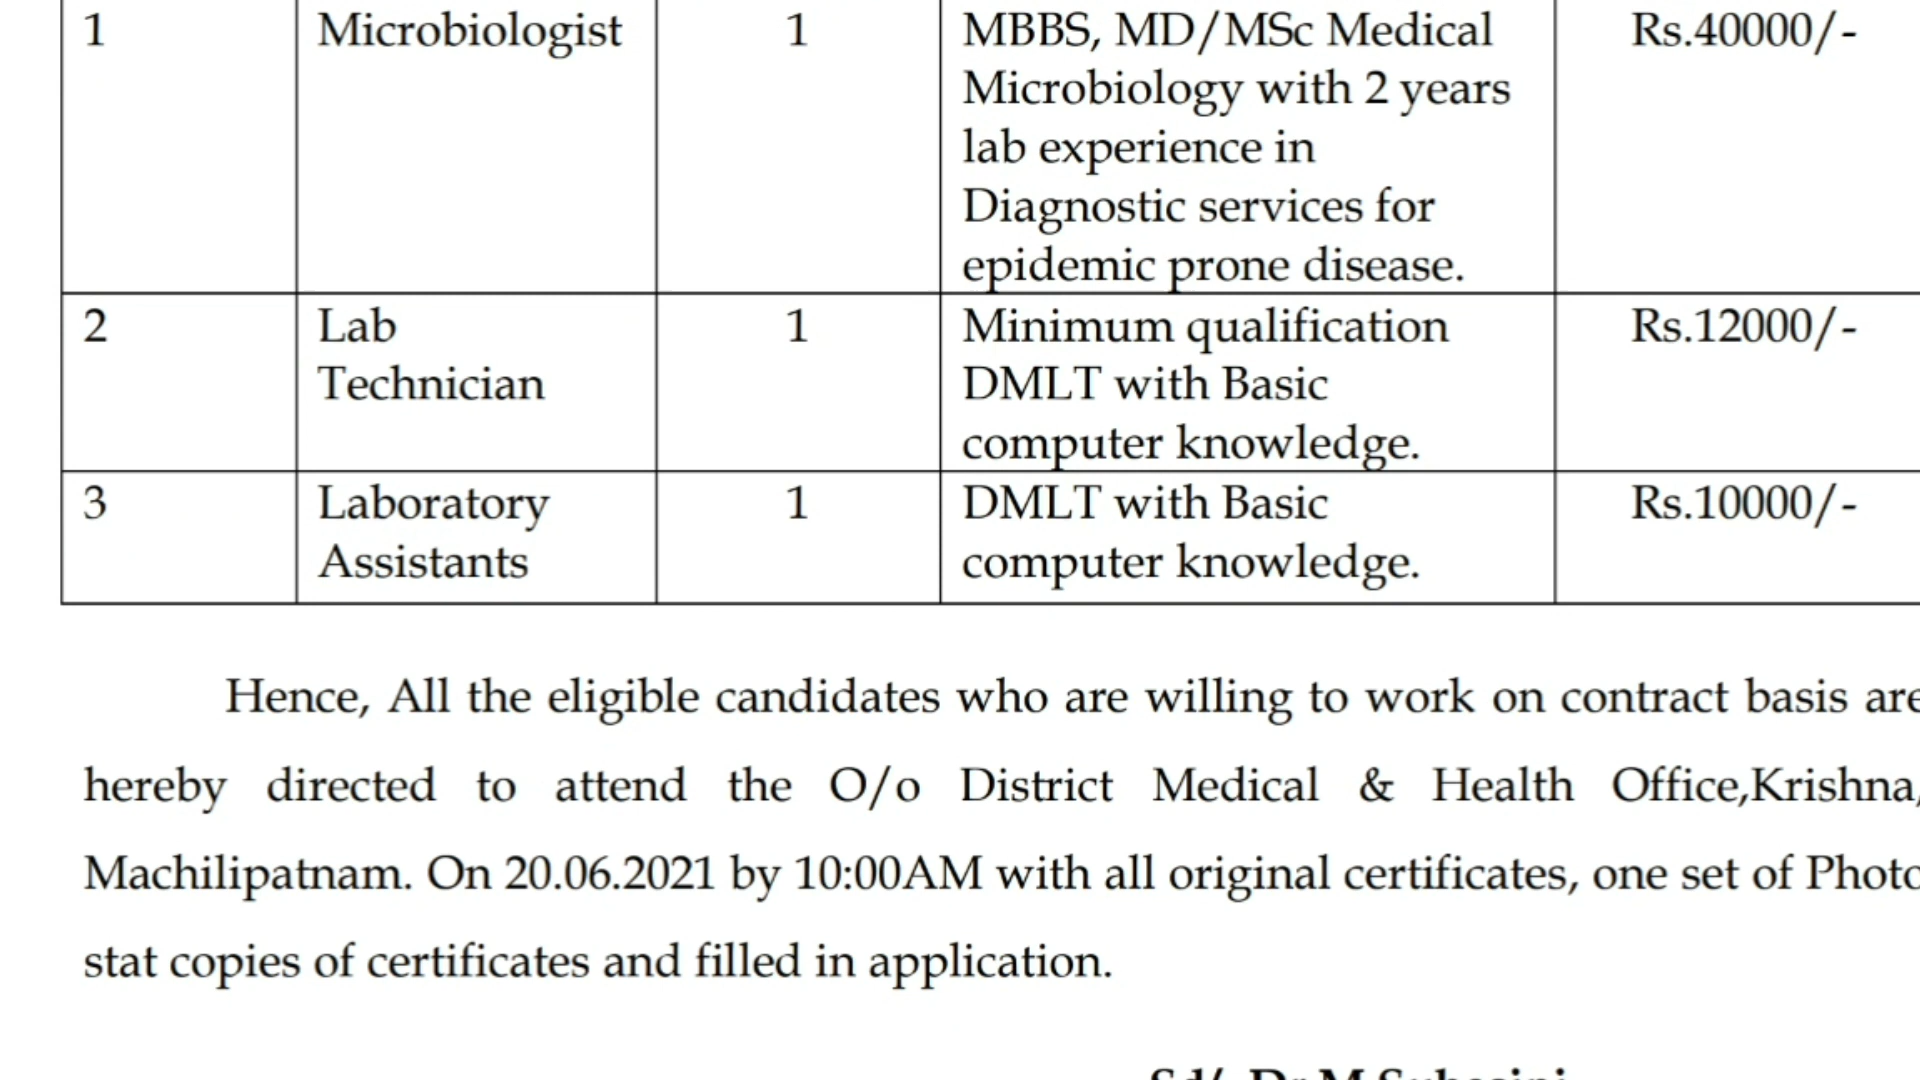 1 Microbiologist 1 MBBS, MD/MSc Medical Rs.40000/-
Microbiology with 2 years
lab experience in
Diagnostic services for
epidemic prone disease.
2 Lab 1 Minimum qualification Rs.12000/-
Technician DMLT with Basic
computer knowledge.
3 Laboratory 1 DMLT with Basic Rs.10000/-
Assistants computer knowledge.
Hence, All the eligible candidates who are willing to work on contract basis are
hereby directed to attend the O/o District Medical & Health Office,Krishna,
Machilipatnam. On 20.06.2021 by 10:00AM with all original certificates, one set of Photo
stat copies of certificates and filled in application.
Sd/- Dr.M.Suhasini